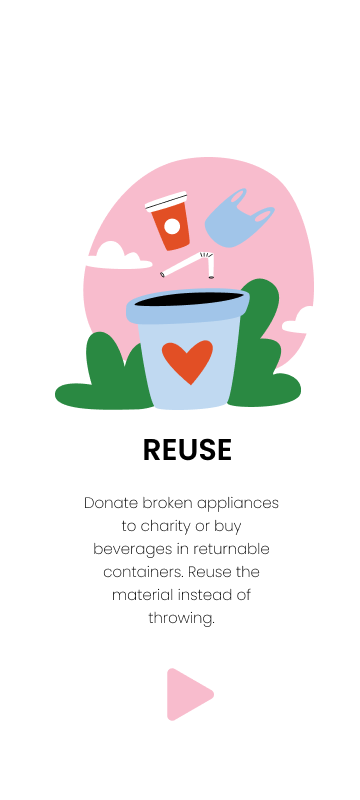 REUSE
Donate broken appliances
to charity or buy
beverages in returnable
containers. Reuse the
material instead of
throwing.